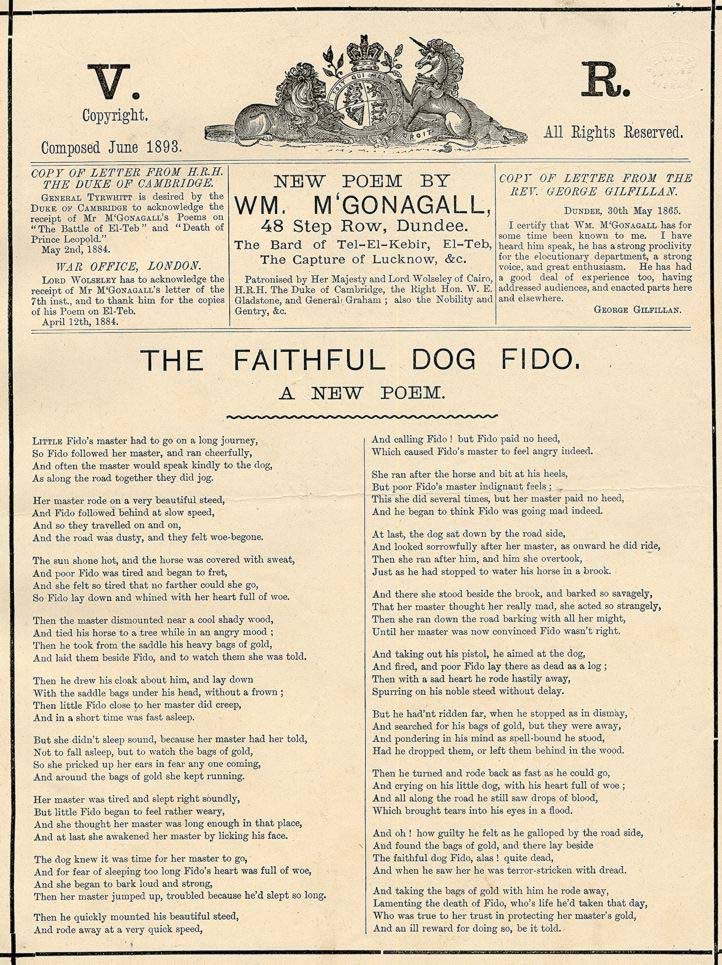 V.
R.
Copyright.
Composed June 1893.
All Rights Reserved.
COPY OF LETTER FROM H.R.H.
THE DUKE OF CAMBRIDGE.
GENERAL TYRWHITT is desired by the
DUKE OF CAMBRIDGE to acknowledge the
receipt of Mr M'GONAGALL'S Poems on
"The Battle of El-Teb" and "Death of
Prince Leopold."
May 2nd, 1884.
WAR OFFICE, LONDON.
LORD WOLSELEY has to acknowledge the
receipt of Mr M'GONAGALL'S letter of the
7th inst., and to thank him for the copies
of his Poem on El-Teb.
April 12th, 1884.
NEW POEM BY
WM. M'GONAGALL,
48 Step Row, Dundee.
The Bard of Tel-El-Kebir, El-Teb,
The Capture of Lucknow, &c.
Patronised by Her Majesty and Lord Wolseley of Cairo,
H.R.H. The Duke of Cambridge, the Right Hon. W. E.
Gladstone, and General Graham ; also the Nobility and
Gentry, &c.
COPY OF LETTER FROM THE
REV. GEORGE GILFILLAN.
DUNDEE, 30th May 1865.
I certify that WM. M'GONAGALL has for
some time been known to me. I have
heard him speak, he has a strong proclivity
for the elocutionary department, a strong
voice, and great enthusiasm. He has had
a good deal of experience too, having
addressed audiences, and enacted parts here
and elsewhere.
GEORGE GILFILLAN.
THE FAITHFUL DOG FIDO.
A NEW POEM.
LITTLE Fido's master had to go on a long journey,
So Fido followed her master, and ran cheerfully,
And often the master would speak kindly to the dog,
As along the road together they did jog.
Her master rode on a very beautiful steed,
And Fido followed behind at slow speed,
And so they travelled on and on,
And the road was dusty, and they felt woe-begone.
The sun shone hot, and the horse was covered with sweat,
And poor Fido was tired and began to fret,
And she felt so tired that no farther could she go,
So Fido lay down and whined with her heart full of woe.
Then the master dismounted near a cool shady wood,
And tied his horse to a tree while in an angry mood ;
Then he took from the saddle his heavy bags of gold,
And laid them beside Fido, and to watch them she was told.
Then he drew his cloak about him, and lay down
With the saddle bags under his head, without a frown ;
Then little Fido close to her master did creep,
And in a short time was fast asleep.
But she didn't sleep sound, because her master had her told,
Not to fall asleep, but to watch the bags of gold,
So she pricked up her ears in fear any one coming,
And around the bags of gold she kept running.
Her master was tired and slept right soundly,
But little Fido began to feel rather weary,
And she thought her master was long enough in that place,
And at last she awakened her master by licking his face.
The dog knew it was time for her master to go,
And for fear of sleeping too long Fido's heart was full of woe,
And she began to bark loud and strong,
Then her master jumped up, troubled because he'd slept so long.
Then he quickly mounted his beautiful steed,
And rode away at a very quick speed,
And calling Fido ! but Fido paid no heed,
Which caused Fido's master to feel angry indeed.
She ran after the horse and bit at his heels,
But poor Fido's master indignant feels ;
This she did several times, but her master paid no heed,
And he began to think Fido was going mad indeed.
At last, the dog sat down by the road side,
And looked sorrowfully after her master, as onward he did ride,
Then she ran after him, and him she overtook,
Just as he had stopped to water his horse in a brook.
And there she stood beside the brook, and barked so savagely,
That her master thought her really mad, she acted so strangely,
Then she ran down the road barking with all her might,
Until her master was now convinced Fido wasn't right.
And taking out his pistol, he aimed at the dog,
And fired, and poor Fido lay there as dead as a log ;
Then with a sad heart he rode hastily away,
Spurring on his noble steed without delay.
But he had'nt ridden far, when he stopped as in dismay,
And searched for his bags of gold, but they were away,
And pondering in his mind as spell-bound he stood,
Had he dropped them, or left them behind in the wood.
Then he turned and rode back as fast as he could go,
And crying on his little dog, with his heart full of woe ;
And all along the road he still saw drops of blood,
Which brought tears into his eyes in a flood.
And oh ! how guilty he felt as he galloped by the road side,
And found the bags of gold, and there lay beside
The faithful dog Fido, alas ! quite dead,
And when he saw her he was terror-stricken with dread.
And taking the bags of gold with him he rode away,
Lamenting the death of Fido, who's life he'd taken that day,
Who was true to her trust in protecting her master's gold,
And an ill reward for doing so, be it told.